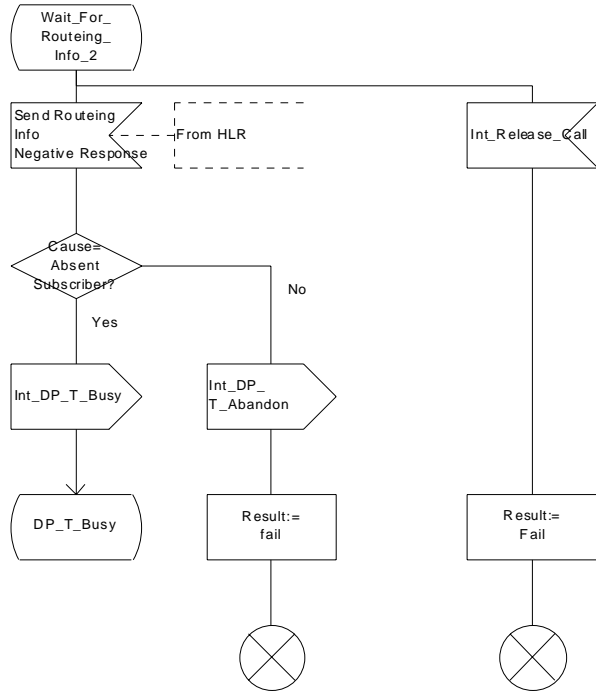 Wait_For_
Routeing_
Info_2
Send Routeing
Info
Negative Response
From HLR
Int_Release_Call
Cause=
Absent
Subscriber?
No
Yes
Int_DP_T_Busy
Int_DP_
T_Abandon
DP_T_Busy
Result:=
fail
Result:=
Fail